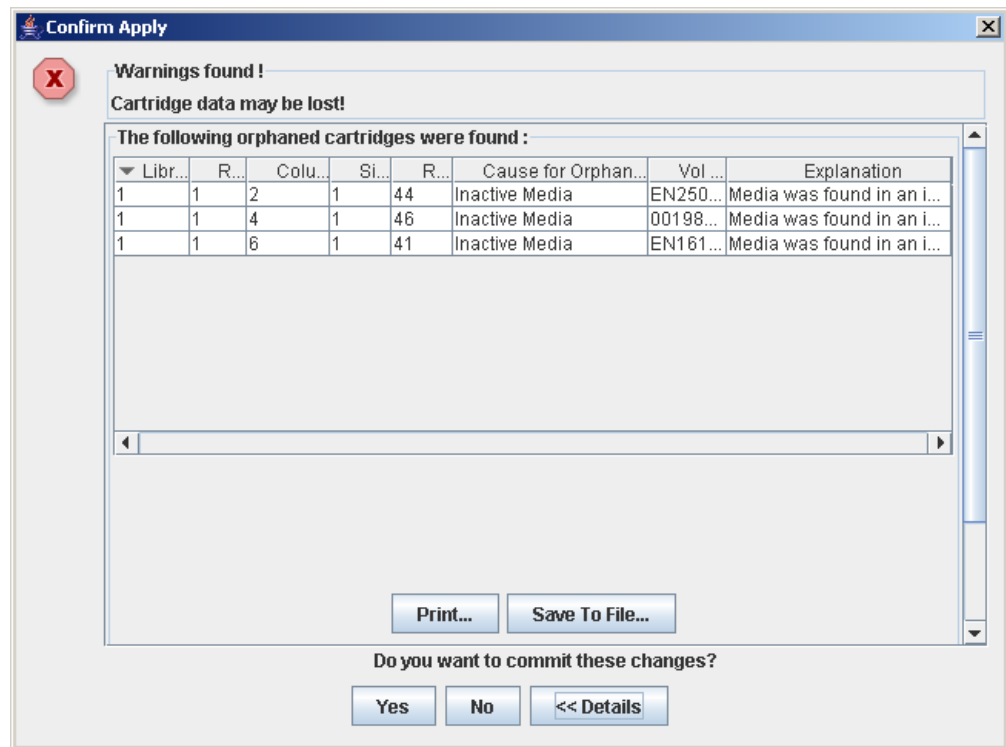 Confirm Apply
Warnings found !
Cartridge data may be lost!
The following orphaned cartridges were found :
Libr... R... Colu... Si... R... Cause for Orphan... Vol ... Explanation
1 1 2 1 44 Inactive Media EN250... Media was found in an i...
1 1 4 1 46 Inactive Media 00198... Media was found in an i...
1 1 6 1 41 Inactive Media EN161... Media was found in an i...
Print... Save To File...
Do you want to commit these changes?
Yes No << Details